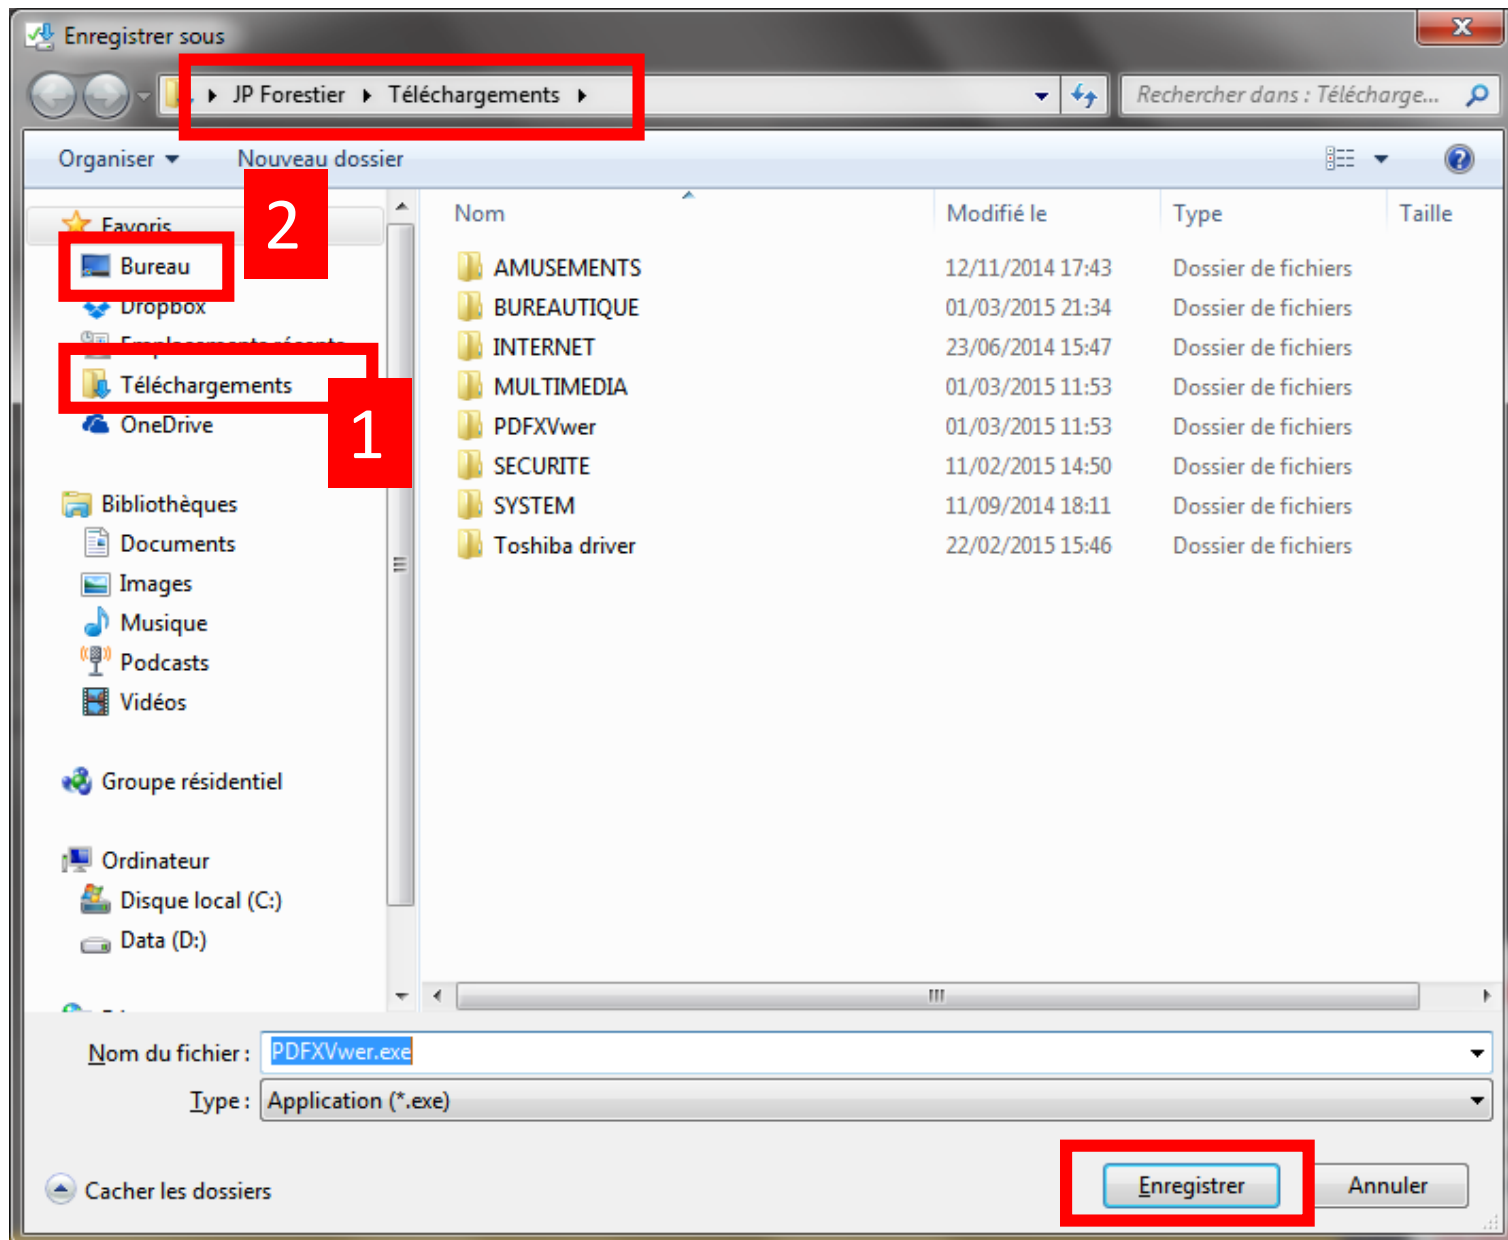 Enregistrer sous
JP Forestier Téléchargements
Rechercher dans : Télécharge...
Organiser Nouveau dossier
2
Favoris
Bureau
Dropbox
Emplacements récents
Téléchargements
1
OneDrive
Bibliothèques
Documents
Images
Musique
Podcasts
Vidéos
Groupe résidentiel
Ordinateur
Disque local (C:)
Data (D:)
Nom Modifié le Type Taille
AMUSEMENTS 12/11/2014 17:43 Dossier de fichiers
BUREAUTIQUE 01/03/2015 21:34 Dossier de fichiers
INTERNET 23/06/2014 15:47 Dossier de fichiers
MULTIMEDIA 01/03/2015 11:53 Dossier de fichiers
PDFXVwer 01/03/2015 11:53 Dossier de fichiers
SECURITE 11/02/2015 14:50 Dossier de fichiers
SYSTEM 11/09/2014 18:11 Dossier de fichiers
Toshiba driver 22/02/2015 15:46 Dossier de fichiers
Nom du fichier : PDFXVwer.exe
Type : Application (*.exe)
Cacher les dossiers
Enregistrer Annuler